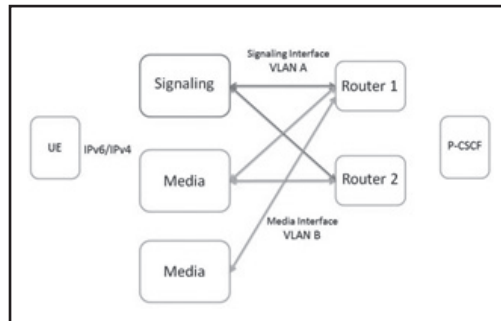 Signaling Interface
VLAN A
Signaling
Router 1
UE
IPv6/IPv4
P-CSCF
Media
Router 2
Media Interface
VLAN B
Media